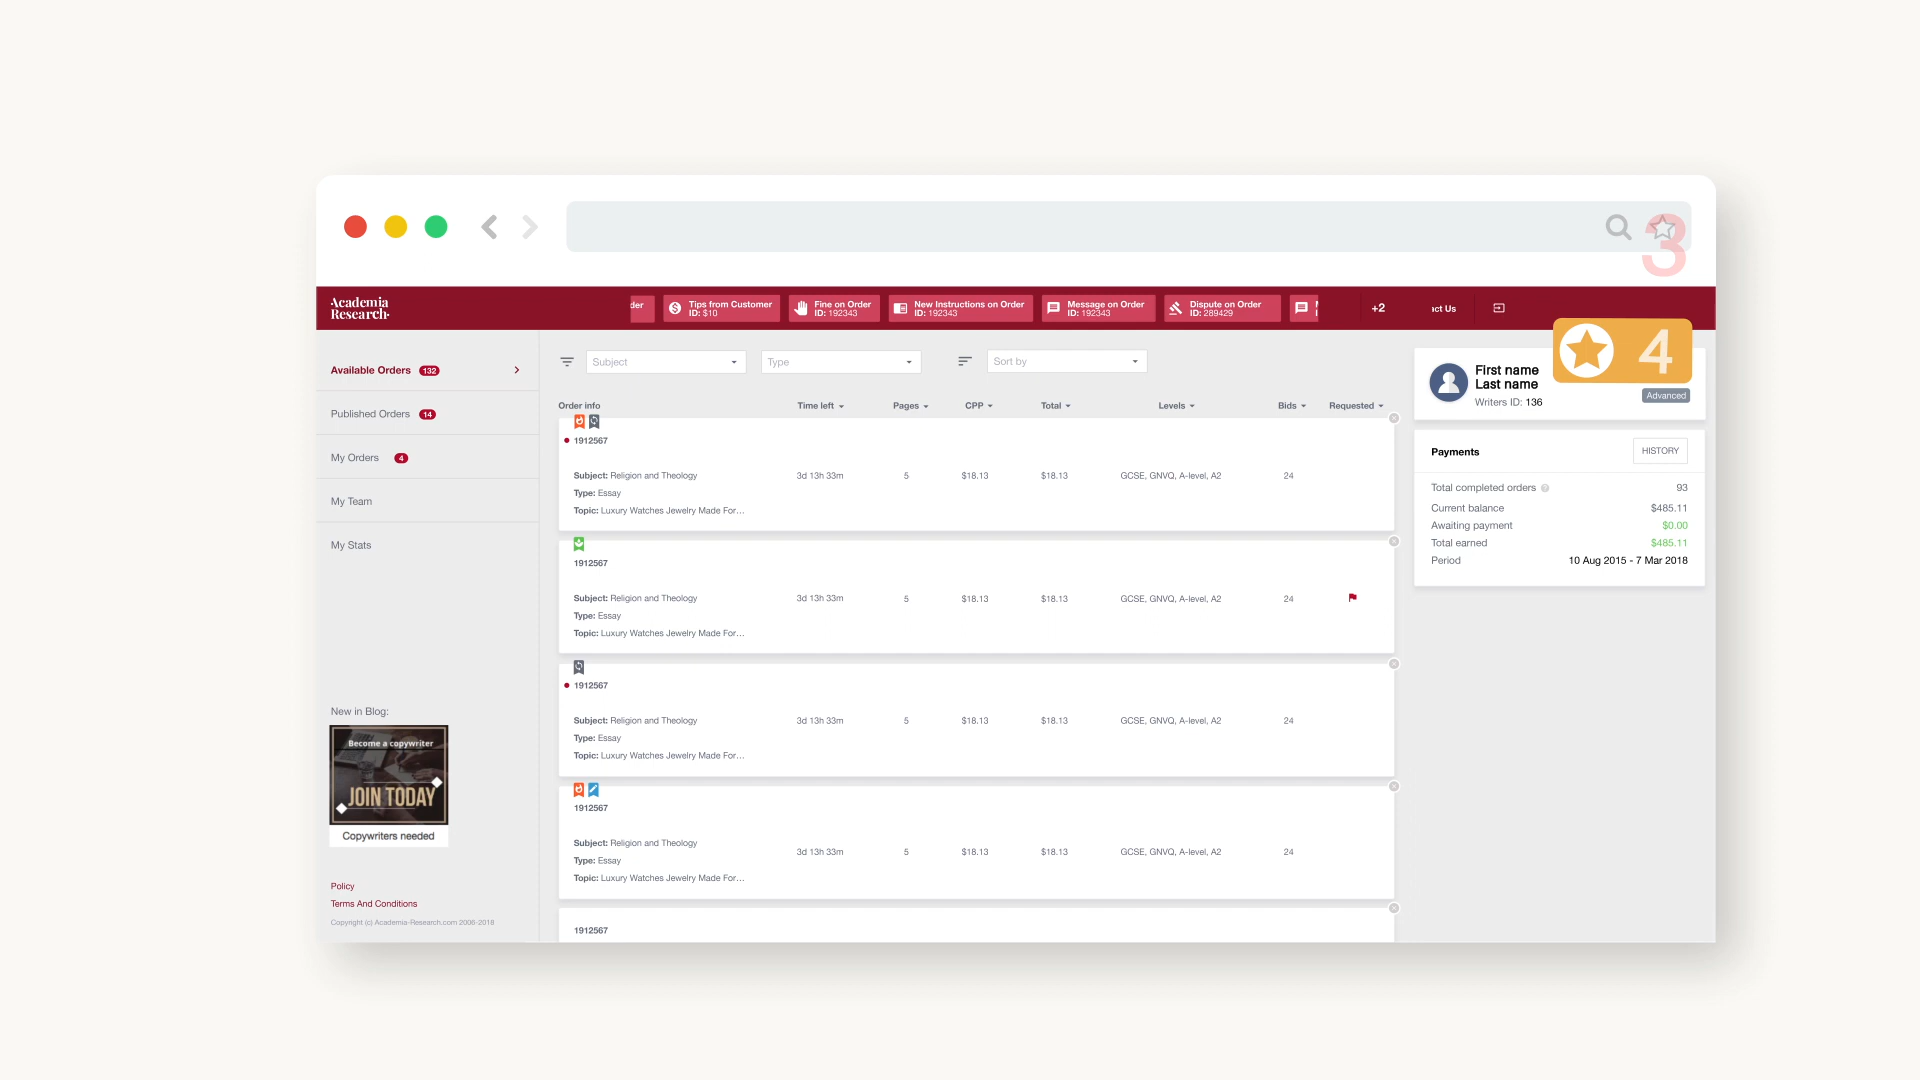 3
Academia
Research
der
Tips from Customer
ID: $10
Fine on Order
ID: 192343
New Instructions on Order
ID: 192343
Message on Order
ID: 192343
Dispute on Order
ID: 289429
+2
ct Us
Available Orders 132
Published Orders 14
My Orders 4
My Team
My Stats
New in Blog:
Become a copywriter
JOIN TODAY
Copywriters needed
Policy
Terms And Conditions
Copyright (c) Academia-Research.com 2006-2018
Subject
Type
Sort by
Order info Time left Pages CPP Total Levels Bids Requested
1912567
Subject: Religion and Theology 3d 13h 33m 5 $18.13 $18.13 GCSE, GNVQ, A-level, A2 24
Type: Essay
Topic: Luxury Watches Jewelry Made For...
1912567
Subject: Religion and Theology 3d 13h 33m 5 $18.13 $18.13 GCSE, GNVQ, A-level, A2 24
Type: Essay
Topic: Luxury Watches Jewelry Made For...
1912567
Subject: Religion and Theology 3d 13h 33m 5 $18.13 $18.13 GCSE, GNVQ, A-level, A2 24
Type: Essay
Topic: Luxury Watches Jewelry Made For...
1912567
Subject: Religion and Theology
3d 13h 33m 5 $18.13 $18.13 GCSE, GNVQ, A-level, A2 24
Type: Essay
Topic: Luxury Watches Jewelry Made For...
1912567
4
First name
Last name
Writers ID: 136
Advanced
Payments HISTORY
Total completed orders ? 93
Current balance $485.11
Awaiting payment $0.00
Total earned $485.11
Period 10 Aug 2015 - 7 Mar 2018